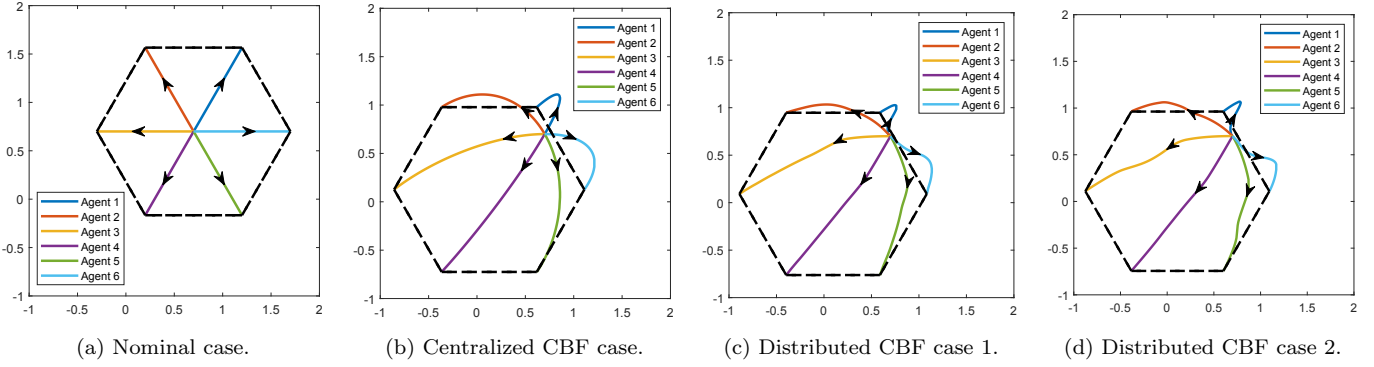 2
1.5
1
0.5
0
-0.5
-1
-1 -0.5 0 0.5 1 1.5 2
Agent 1
Agent 2
Agent 3
Agent 4
Agent 5
Agent 6
(a) Nominal case.
2
1.5
1
0.5
0
-0.5
-1
-1 -0.5 0 0.5 1 1.5 2
Agent 1
Agent 2
Agent 3
Agent 4
Agent 5
Agent 6
(b) Centralized CBF case.
2
1.5
1
0.5
0
-0.5
-1
-1 -0.5 0 0.5 1 1.5 2
Agent 1
Agent 2
Agent 3
Agent 4
Agent 5
Agent 6
(c) Distributed CBF case 1.
2
1.5
1
0.5
0
-0.5
-1
-1 -0.5 0 0.5 1 1.5 2
Agent 1
Agent 2
Agent 3
Agent 4
Agent 5
Agent 6
(d) Distributed CBF case 2.